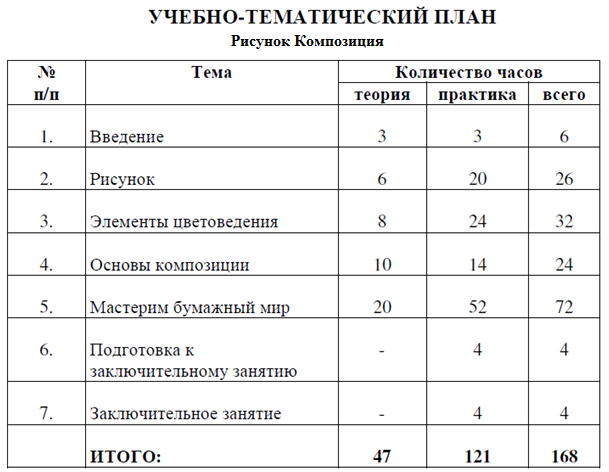 УЧЕБНО-ТЕМАТИЧЕСКИЙ ПЛАН
Рисунок Композиция
№ п/п Тема Количество часов
теория практика всего
1. Введение 3 3 6
2. Рисунок 6 20 26
3. Элементы цветоведения 8 24 32
4. Основы композиции 10 14 24
5. Мастерим бумажный мир 20 52 72
6. Подготовка к - 4 4
заключительному занятию
7. Заключительное занятие - 4 4
ИТОГО: 47 121 168